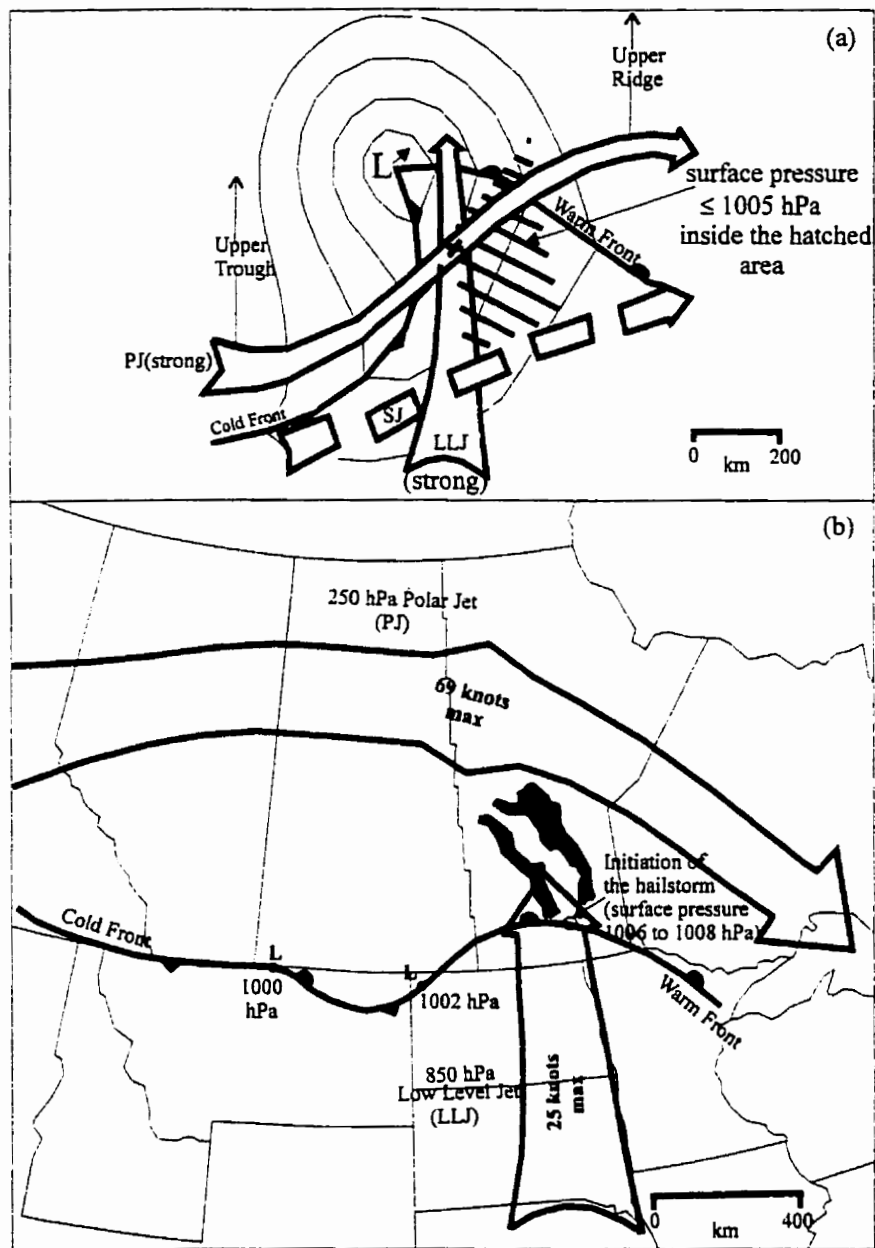 (a)
Upper
Ridge
L
surface pressure
≤ 1005 hPa
inside the hatched
area
Warm Front
Upper
Trough
PJ(strong)
Cold Front
SJ
LLJ
(strong)
0 200
km
(b)
250 hPa Polar Jet
(PJ)
69 knots
max
Initiation of
the hailstorm
(surface pressure
1006 to 1008 hPa)
Cold Front
L
1000
hPa
L
1002 hPa
Warm Front
850 hPa
Low Level Jet
(LLJ)
25 knots
max
0 400
km